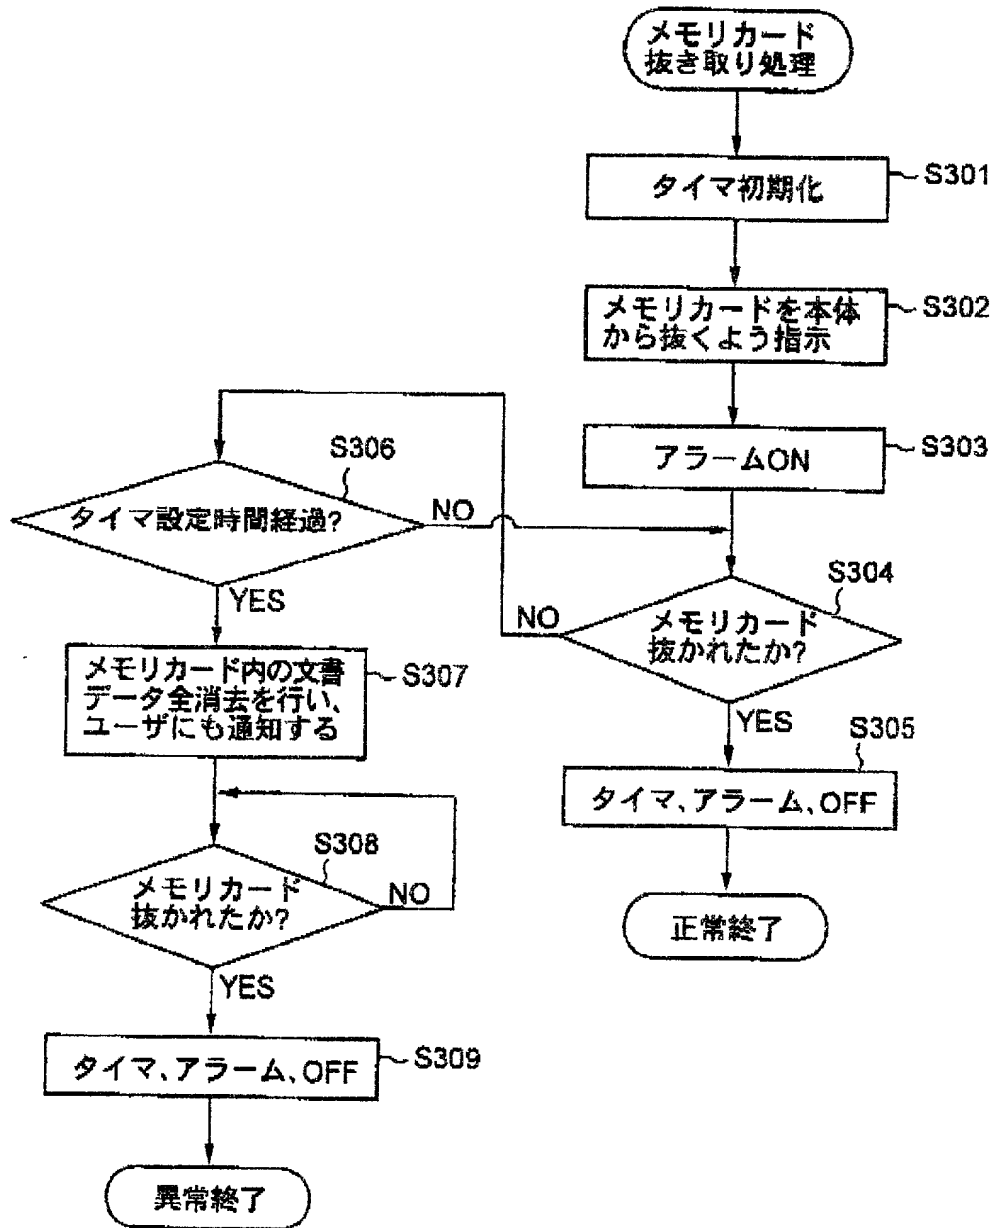 メモリカード
抜き取り処理
タイマ初期化
S301
メモリカードを本体
から抜くよう指示
S302
アラームON
S303
メモリカード
抜かれたか?
S304
NO
YES
タイマ、アラーム、OFF
S305
正常終了
タイマ設定時間経過?
S306
NO
YES
メモリカード内の文書
データ全消去を行い、
ユーザにも通知する
S307
メモリカード
抜かれたか?
S308
NO
YES
タイマ、アラーム、OFF
S309
異常終了